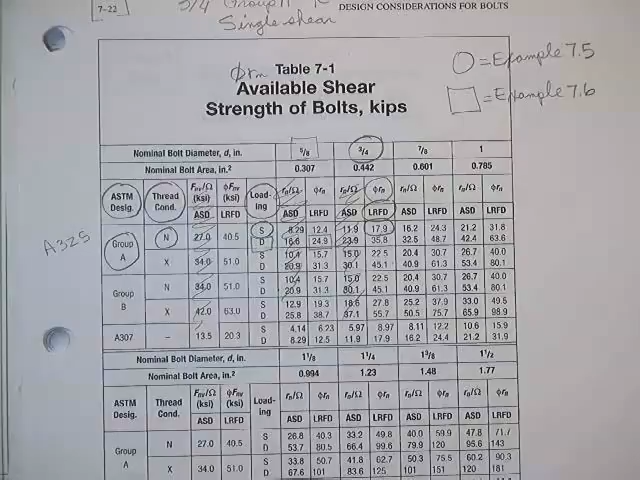 7-22
DESIGN CONSIDERATIONS FOR BOLTS
3/4 Group A
Single shear
ϕrn
Table 7-1
Available Shear
Strength of Bolts, kips
O = Example 7.5
□ = Example 7.6
Nominal Bolt Diameter, d, in. 5/8 3/4 7/8 1
Nominal Bolt Area, in.² 0.307 0.442 0.601 0.785
ASTM Desig. Thread Cond. Fnv/Ω (ksi) ϕFnv (ksi) Load-ing rn/Ω ϕrn rn/Ω ϕrn rn/Ω ϕrn rn/Ω ϕrn
ASD LRFD ASD LRFD ASD LRFD ASD LRFD ASD LRFD
A325
Group A N 27.0 40.5 S 8.29 12.4 11.9 17.9 16.2 24.3 21.2 31.8
D 16.6 24.9 23.9 35.8 32.5 48.7 42.4 63.6
X 34.0 51.0 S 10.4 15.7 15.0 22.5 20.4 30.7 26.7 40.0
D 20.9 31.3 30.1 45.1 40.9 61.3 53.4 80.1
Group B N 34.0 51.0 S 10.4 15.7 15.0 22.5 20.4 30.7 26.7 40.0
D 20.9 31.3 30.1 45.1 40.9 61.3 53.4 80.1
X 42.0 63.0 S 12.9 19.3 18.6 27.8 25.2 37.9 33.0 49.5
D 25.8 38.7 37.1 55.7 50.5 75.7 65.9 98.9
A307 – 13.5 20.3 S 4.14 6.23 5.97 8.97 8.11 12.2 10.6 15.9
D 8.29 12.5 11.9 17.9 16.2 24.4 21.2 31.9
Nominal Bolt Diameter, d, in. 1 1/8 1 1/4 1 3/8 1 1/2
Nominal Bolt Area, in.² 0.994 1.23 1.48 1.77
ASTM Desig. Thread Cond. Fnv/Ω (ksi) ϕFnv (ksi) Load-ing rn/Ω ϕrn rn/Ω ϕrn rn/Ω ϕrn rn/Ω ϕrn
ASD LRFD ASD LRFD ASD LRFD ASD LRFD ASD LRFD
Group A N 27.0 40.5 S 26.8 40.3 33.2 49.8 40.0 59.9 47.8 71.7
D 53.7 80.5 66.4 99.6 79.9 120 95.6 143
X 34.0 51.0 S 33.8 50.7 41.8 62.7 50.3 75.5 60.2 90.3
D 67.6 101 83.6 125 101 151 120 181